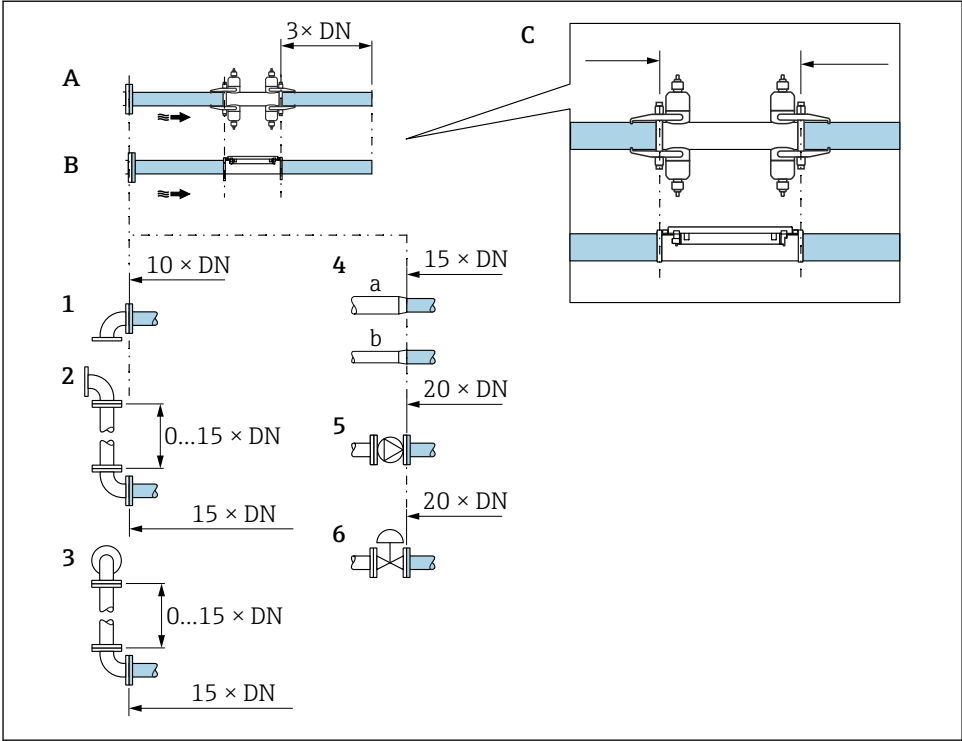 3× DN
C
A
B
10 × DN
4
15 × DN
1
a
b
2
20 × DN
5
0...15 × DN
20 × DN
15 × DN
6
3
0...15 × DN
15 × DN